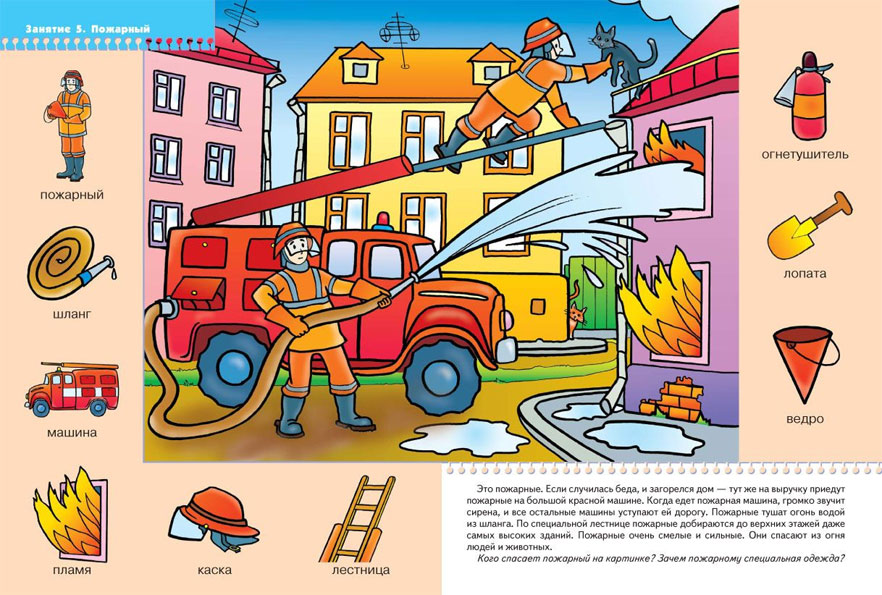 Занятие 5. Пожарный
пожарный
шланг
машина
пламя
каска
лестница
огнетушитель
лопата
ведро
Это пожарные. Если случилась беда, и загорелся дом — тут же на выручку приедут
пожарные на большой красной машине. Когда едет пожарная машина, громко звучит
сирена, и все остальные машины уступают ей дорогу. Пожарные тушат огонь водой
из шланга. По специальной лестнице пожарные добираются до верхних этажей даже
самых высоких зданий. Пожарные очень смелые и сильные. Они спасают из огня
людей и животных.
Кого спасает пожарный на картинке? Зачем пожарному специальная одежда?